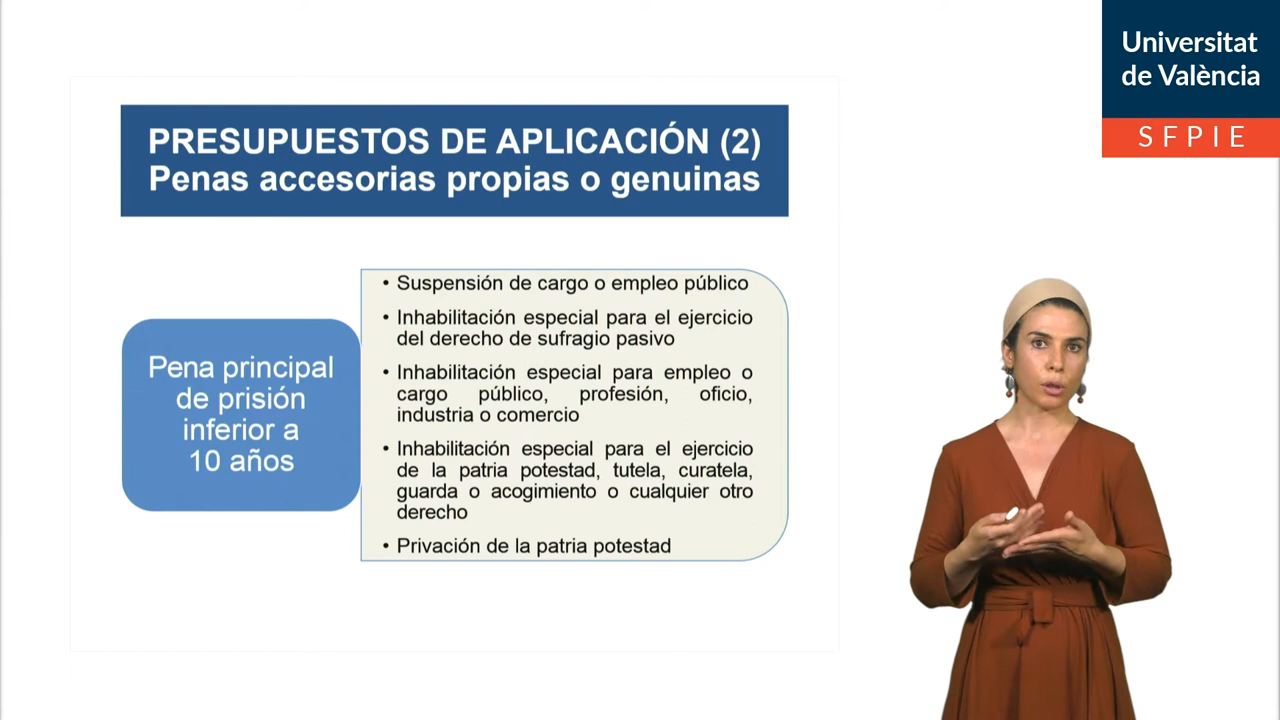 Universitat
de València
SFPIE
PRESUPUESTOS DE APLICACIÓN (2)
Penas accesorias propias o genuinas
Pena principal
de prisión
inferior a
10 años
• Suspensión de cargo o empleo público
• Inhabilitación especial para el ejercicio
del derecho de sufragio pasivo
• Inhabilitación especial para empleo o
cargo público, profesión, oficio,
industria o comercio
• Inhabilitación especial para el ejercicio
de la patria potestad, tutela, curatela,
guarda o acogimiento o cualquier otro
derecho
• Privación de la patria potestad